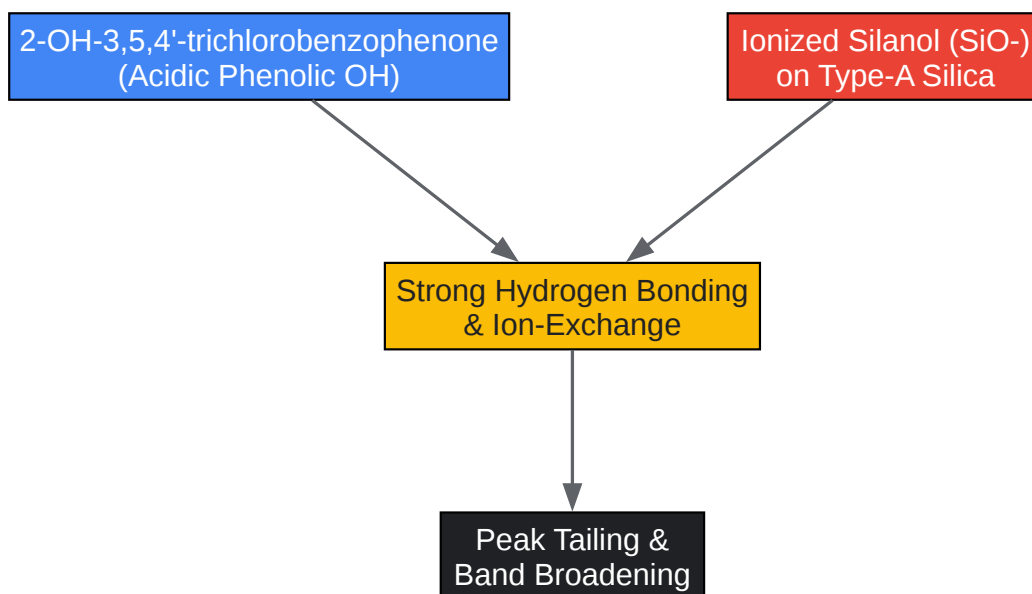 2-OH-3,5,4'-trichlorobenzophenone
(Acidic Phenolic OH)
Ionized Silanol (SiO-)
on Type-A Silica
Strong Hydrogen Bonding
& Ion-Exchange
Peak Tailing &
Band Broadening